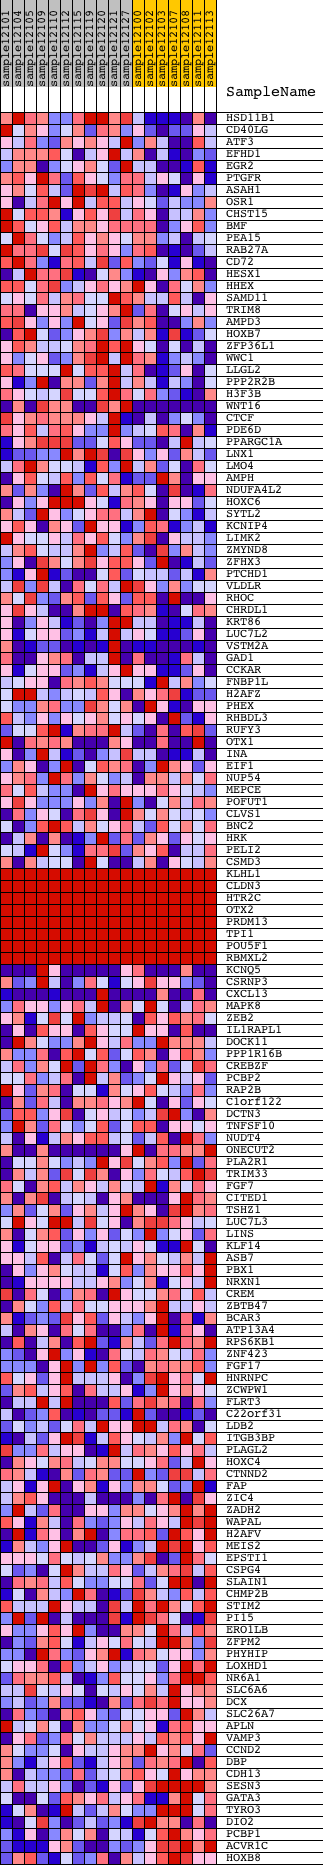 sample12101
sample12104
sample12105
sample12109
sample12110
sample12112
sample12115
sample12119
sample12120
sample12127
sample12100
sample12102
sample12103
sample12107
sample12108
sample12111
SampleName
HSD11B1
CD40LG
ATF3
EFHD1
EGR2
PTGFR
ASAH1
OSR1
CHST15
BMF
PEA15
RAB27A
CD72
HESX1
HHEX
SAMD11
TRIM8
AMPD3
HOXB7
ZFP36L1
WWC1
LLGL2
PPP2R2B
H3F3B
WNT16
CTCF
PDE6D
PPARGC1A
LNX1
LMO4
AMPH
NDUFA4L2
HOXC6
SYTL2
KCNIP4
LIMK2
ZMYND8
ZFHX3
PTCHD1
VLDLR
RHOC
CHRDL1
KRT86
LUC7L2
VSTM2A
GAD1
CCKAR
FNBP1L
H2AFZ
PHEX
RHBDL3
RUFY3
OTX1
INA
EIF1
NUP54
MEPCE
POFUT1
CLVS1
BNC2
HRK
PELI2
CSMD3
KLHL1
CLDN3
HTR2C
OTX2
PRDM13
TPI1
POU5F1
RBMXL2
KCNQ5
CSRNP3
CXCL13
MAPK8
ZEB2
IL1RAPL1
DOCK11
PPP1R16B
CREBZF
PCBP2
RAP2B
C1orf122
DCTN3
TNFSF10
NUDT4
ONECUT2
PLA2R1
TRIM33
FGF7
CITED1
TSHZ1
LUC7L3
LINS
KLF14
ASB7
PBX1
NRXN1
CREM
ZBTB47
BCAR3
ATP13A4
RPS6KB1
ZNF423
FGF17
HNRNPC
ZCWPW1
FLRT3
C22orf31
LDB2
ITGB3BP
PLAGL2
HOXC4
CTNND2
FAP
ZIC4
ZADH2
WAPAL
H2AFV
MEIS2
EPSTI1
CSPG4
SLAIN1
CHMP2B
STIM2
PI15
ERO1LB
ZFPM2
PHYHIP
LOXHD1
NR6A1
SLC6A6
DCX
SLC26A7
APLN
VAMP3
CCND2
DBP
CDH13
SESN3
GATA3
TYRO3
DIO2
PCBP1
ACVR1C
HOXB8